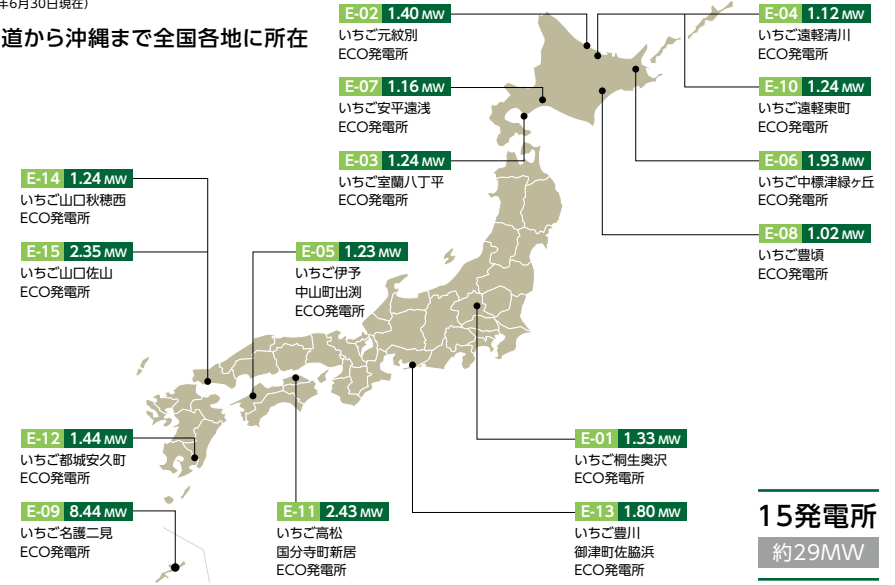 年6月30日現在）
道から沖縄まで全国各地に所在
E-02 1.40 MW
いちご元紋別
ECO発電所
E-07 1.16 MW
いちご安平遠浅
ECO発電所
E-03 1.24 MW
いちご室蘭八丁平
ECO発電所
E-04 1.12 MW
いちご遠軽清川
ECO発電所
E-10 1.24 MW
いちご遠軽東町
ECO発電所
E-06 1.93 MW
いちご中標津緑ヶ丘
ECO発電所
E-08 1.02 MW
いちご豊頃
ECO発電所
E-14 1.24 MW
いちご山口秋穂西
ECO発電所
E-15 2.35 MW
いちご山口佐山
ECO発電所
E-05 1.23 MW
いちご伊予
中山町出渕
ECO発電所
E-12 1.44 MW
いちご都城安久町
ECO発電所
E-09 8.44 MW
いちご名護二見
ECO発電所
E-11 2.43 MW
いちご高松
国分寺町新居
ECO発電所
E-01 1.33 MW
いちご桐生奥沢
ECO発電所
E-13 1.80 MW
いちご豊川
御津町佐脇浜
ECO発電所
15発電所
約29MW